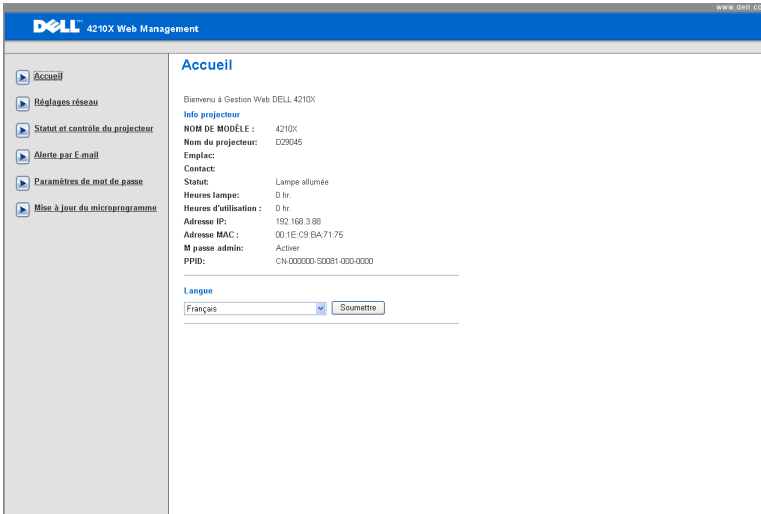 www.dell.co
DELL™ 4210X Web Management
Accueil
Réglages réseau
Statut et contrôle du projecteur
Alerte par E-mail
Paramètres de mot de passe
Mise à jour du microprogramme
Accueil
Bienvenu à Gestion Web DELL 4210X
Info projecteur
NOM DE MODÈLE : 4210X
Nom du projecteur: D29045
Emplac:
Contact:
Statut: Lampe allumée
Heures lampe: 0 hr.
Heures d'utilisation : 0 hr.
Adresse IP: 192.168.3.88
Adresse MAC : 00:1E:C9:BA:71:75
M passe admin: Activer
PPID: CN-000000-S0081-000-0000
Langue
Français Soumettre